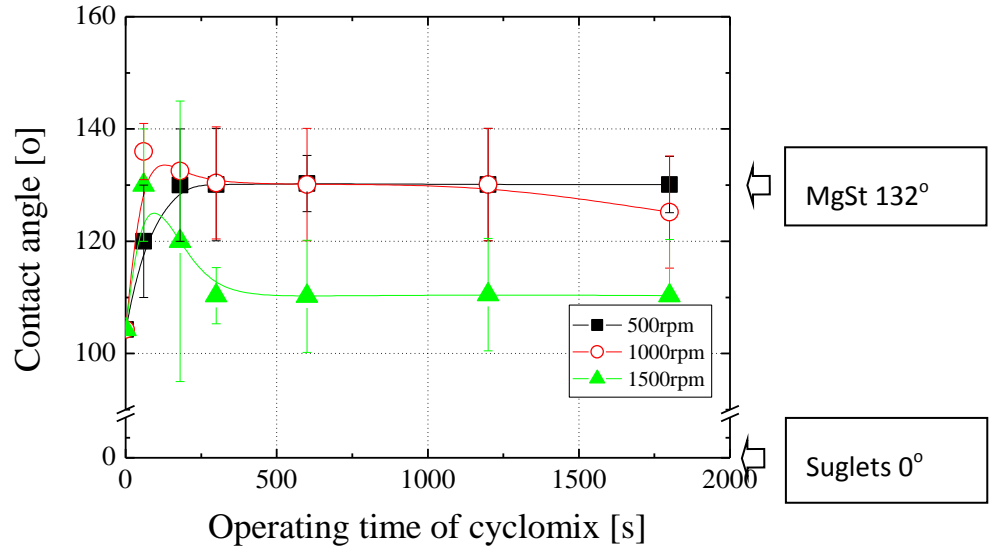 160
140
120
100
0
Contact angle [o]
0
500
1000
1500
2000
Operating time of cyclomix [s]
500rpm
1000rpm
1500rpm
MgSt 132°
Suglets 0°